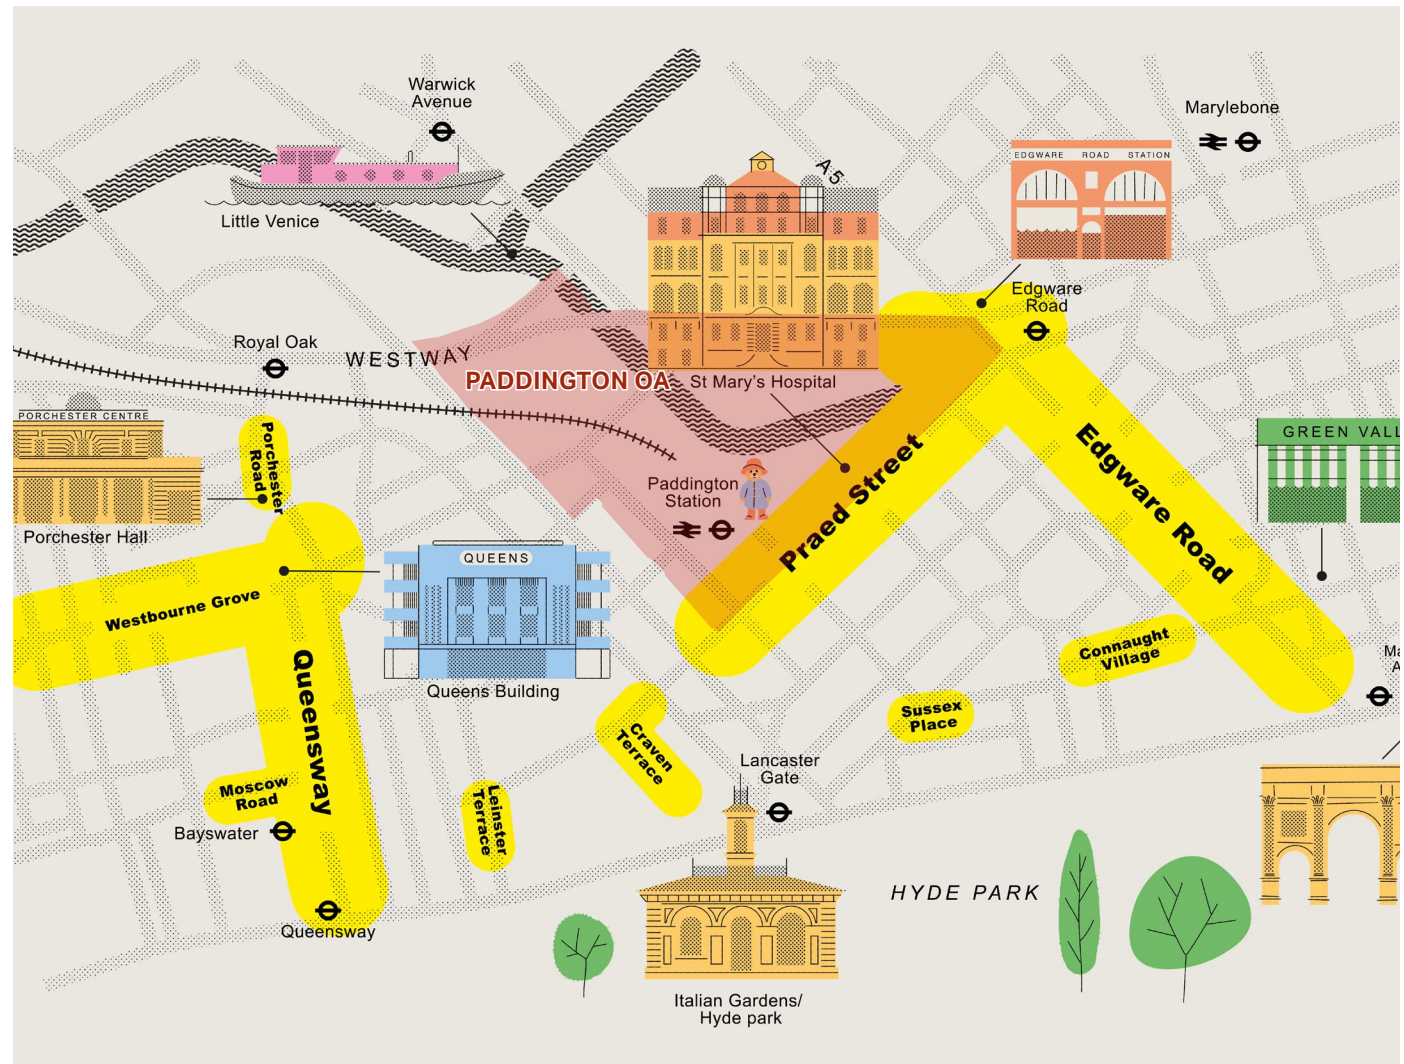 Warwick
Avenue
Marylebone
A5
EDGWARE ROAD STATION
Little Venice
Edgware
Road
Royal Oak
WESTWAY
PADDINGTON OA
St Mary's Hospital
PORCHESTER CENTRE
Porchester
Road
GREEN VALL
Praed Street
Edgware Road
Paddington
Station
Porchester Hall
QUEENS
Westbourne Grove
Connaught
Village
Queensway
Queens Building
Sussex
Place
Craven
Terrace
Lancaster
Gate
Moscow
Road
Leinster
Terrace
Bayswater
HYDE PARK
Queensway
Italian Gardens/
Hyde park